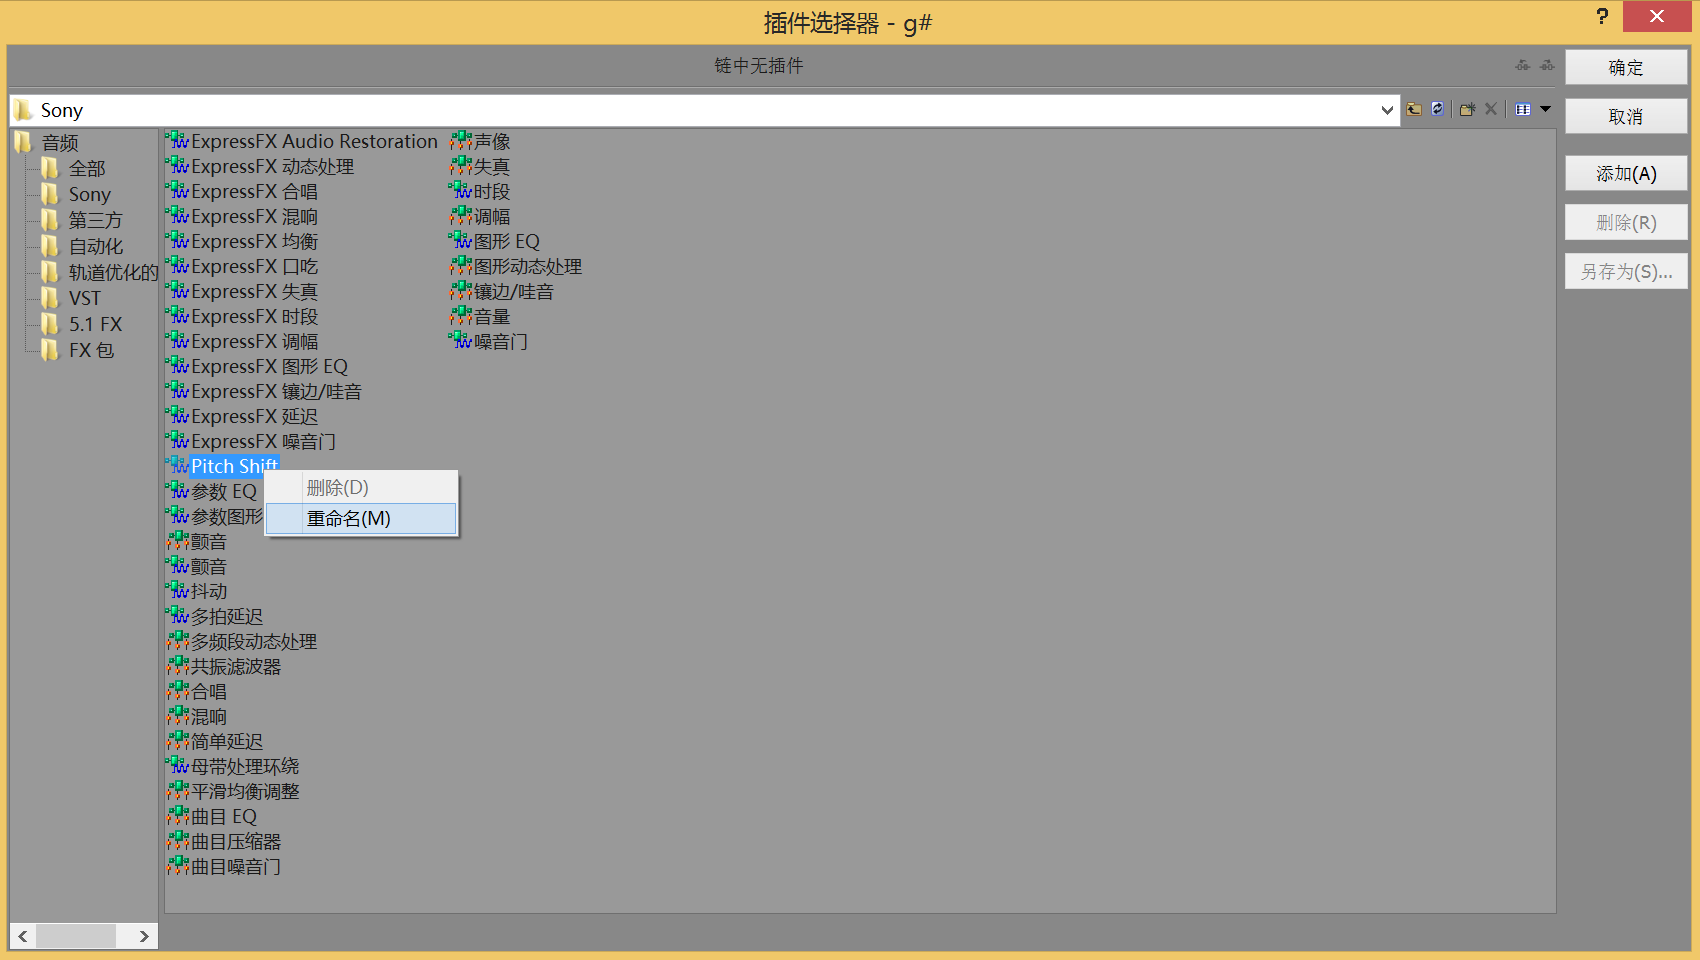 插件选择器 - g#
?
链中无插件
确定
Sony
取消
音频
全部
Sony
第三方
自动化
轨道优化的
VST
5.1 FX
FX 包
ExpressFX Audio Restoration
ExpressFX 动态处理
ExpressFX 合唱
ExpressFX 混响
ExpressFX 均衡
ExpressFX 口吃
ExpressFX 失真
ExpressFX 时段
ExpressFX 调幅
ExpressFX 图形 EQ
ExpressFX 镶边/哇音
ExpressFX 延迟
ExpressFX 噪音门
Pitch Shift
参数 EQ
参数图形
颤音
颤音
抖动
多拍延迟
多频段动态处理
共振滤波器
合唱
混响
简单延迟
母带处理环绕
平滑均衡调整
曲目 EQ
曲目压缩器
曲目噪音门
声像
失真
时段
调幅
图形 EQ
图形动态处理
镶边/哇音
音量
噪音门
删除(D)
重命名(M)
添加(A)
删除(R)
另存为(S)...